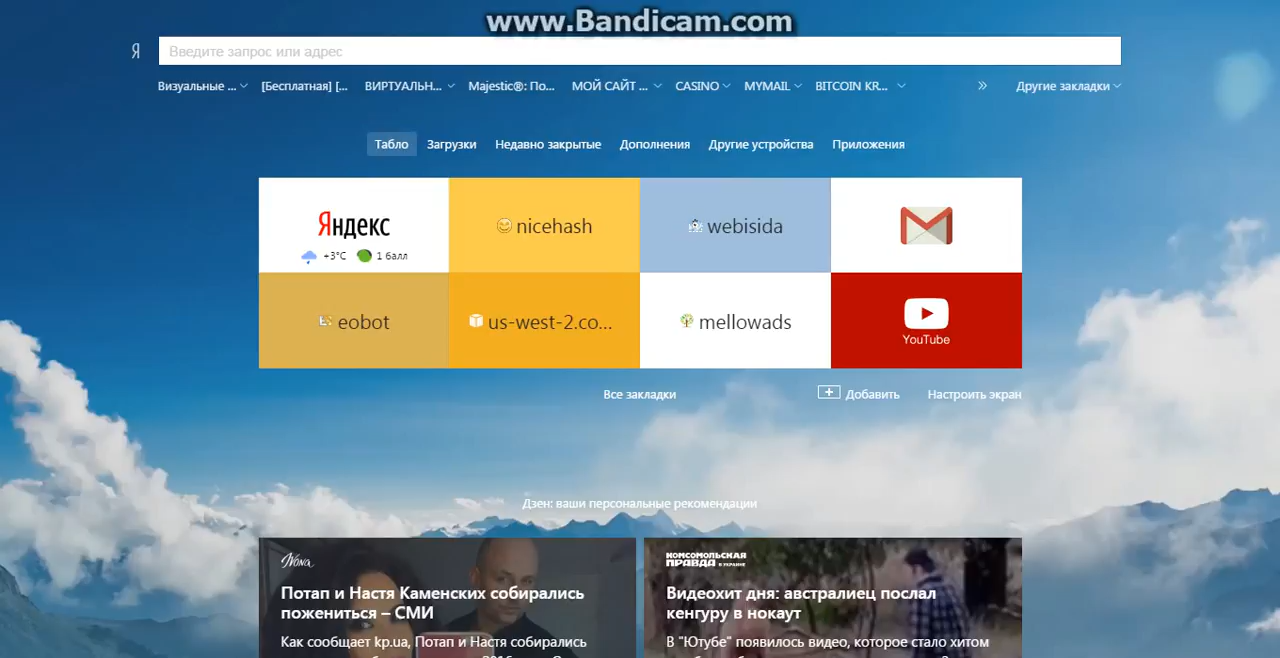 www.Bandicam.com
Я Введите запрос или адрес
Визуальные ... [Бесплатная] [... ВИРТУАЛЬН... Majestic®: По... МОЙ САЙТ ... CASINO MYMAIL BITCOIN KR... » Другие закладки
Табло Загрузки Недавно закрытые Дополнения Другие устройства Приложения
Яндекс nicehash webisida
+3°C 1 балл
eobot us-west-2.co... mellowads YouTube
Все закладки Добавить Настроить экран
Дзен: ваши персональные рекомендации
Ivona
Потап и Настя Каменских собирались
пожениться – СМИ
Как сообщает kp.ua, Потап и Настя собирались
КОМСОМОЛЬСКАЯ
ПРАВДА В УКРАИНЕ
Видеохит дня: австралиец послал
кенгуру в нокаут
В "Ютубе" появилось видео, которое стало хитом